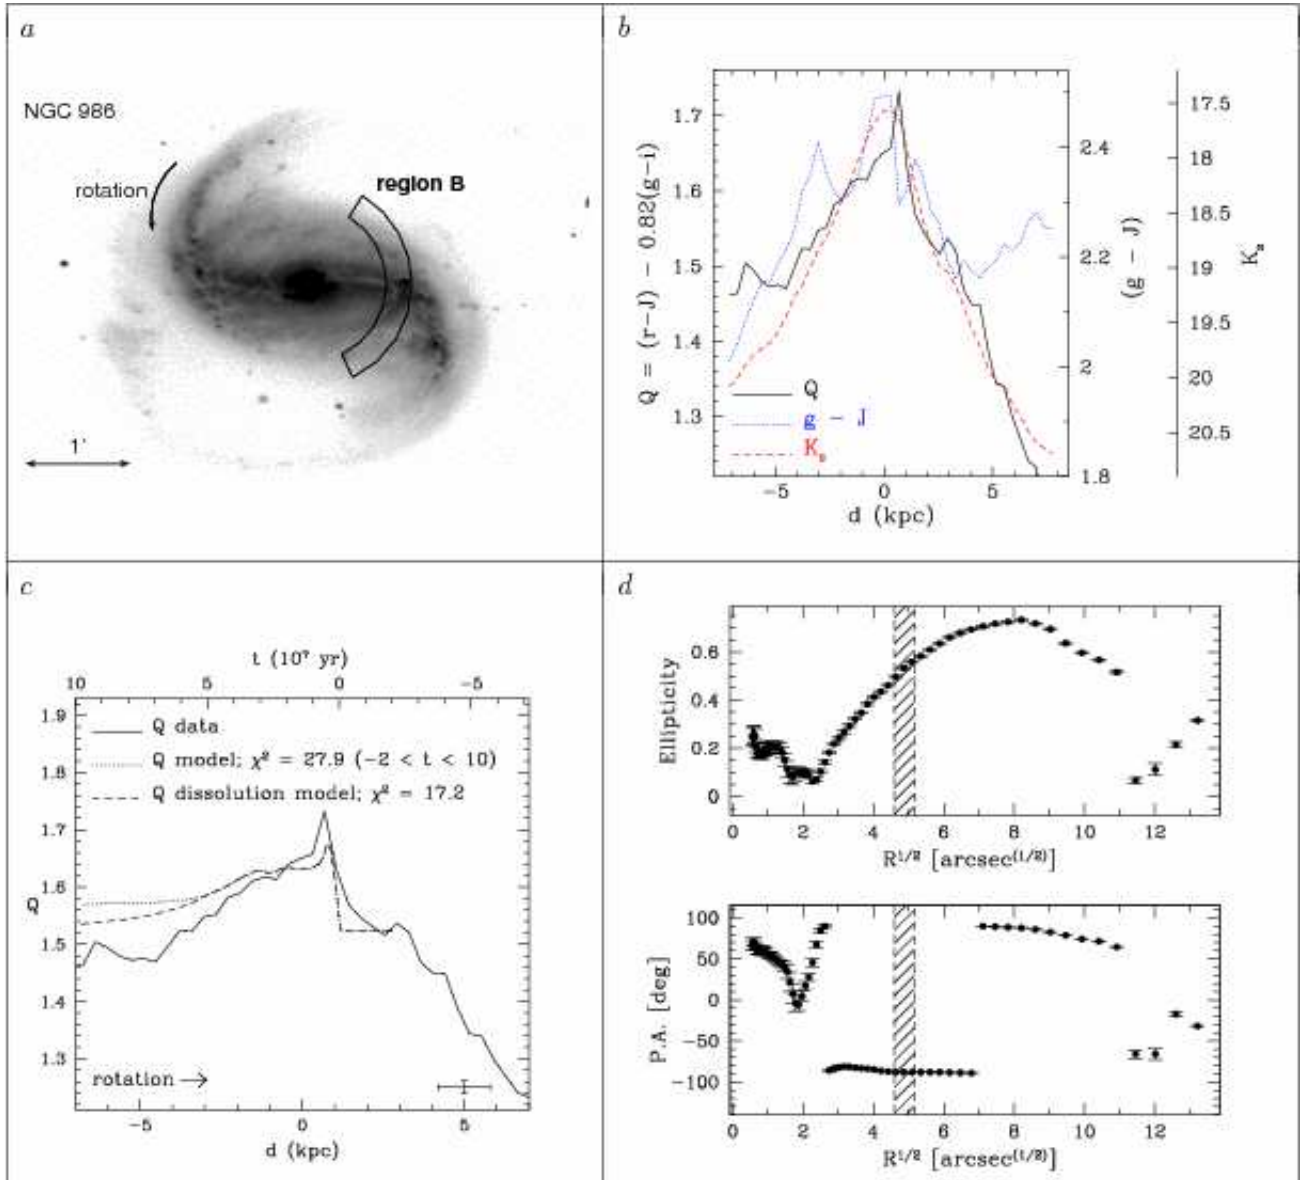 a
NGC 986
rotation
region B
1'
b
1.7
1.6
1.5
1.4
1.3
Q = (r-J) - 0.82(g-i)
2.4
2.2
2
1.8
(g - J)
17.5
18
18.5
19
19.5
20
20.5
K_s
Q
g - J
K_s
-5 0 5
d (kpc)
c
t (10⁷ yr)
10 5 0 -5
1.9
1.8
1.7
1.6
1.5
1.4
1.3
Q
Q data
Q model; χ² = 27.9 (-2 < t < 10)
Q dissolution model; χ² = 17.2
rotation →
-5 0 5
d (kpc)
d
0.6
0.4
0.2
0
Ellipticity
0 2 4 6 8 10 12
R^1/2 [arcsec^(1/2)]
100
50
0
-50
-100
P.A. [deg]
0 2 4 6 8 10 12
R^1/2 [arcsec^(1/2)]